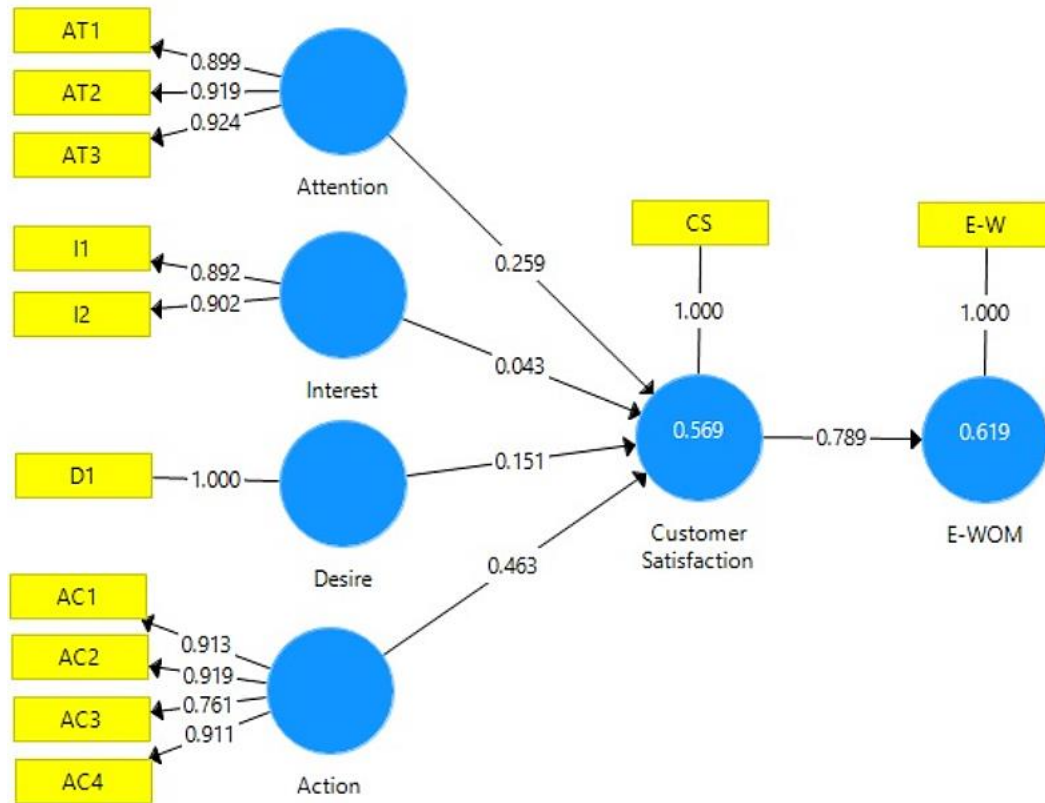 AT1
0.899
AT2
0.919
0.924
AT3
Attention
I1
0.892
I2
0.902
Interest
D1
1.000
Desire
AC1
0.913
AC2
0.919
AC3
0.761
0.911
AC4
Action
0.259
0.043
0.151
0.463
CS
1.000
0.569
Customer
Satisfaction
0.789
E-W
1.000
0.619
E-WOM